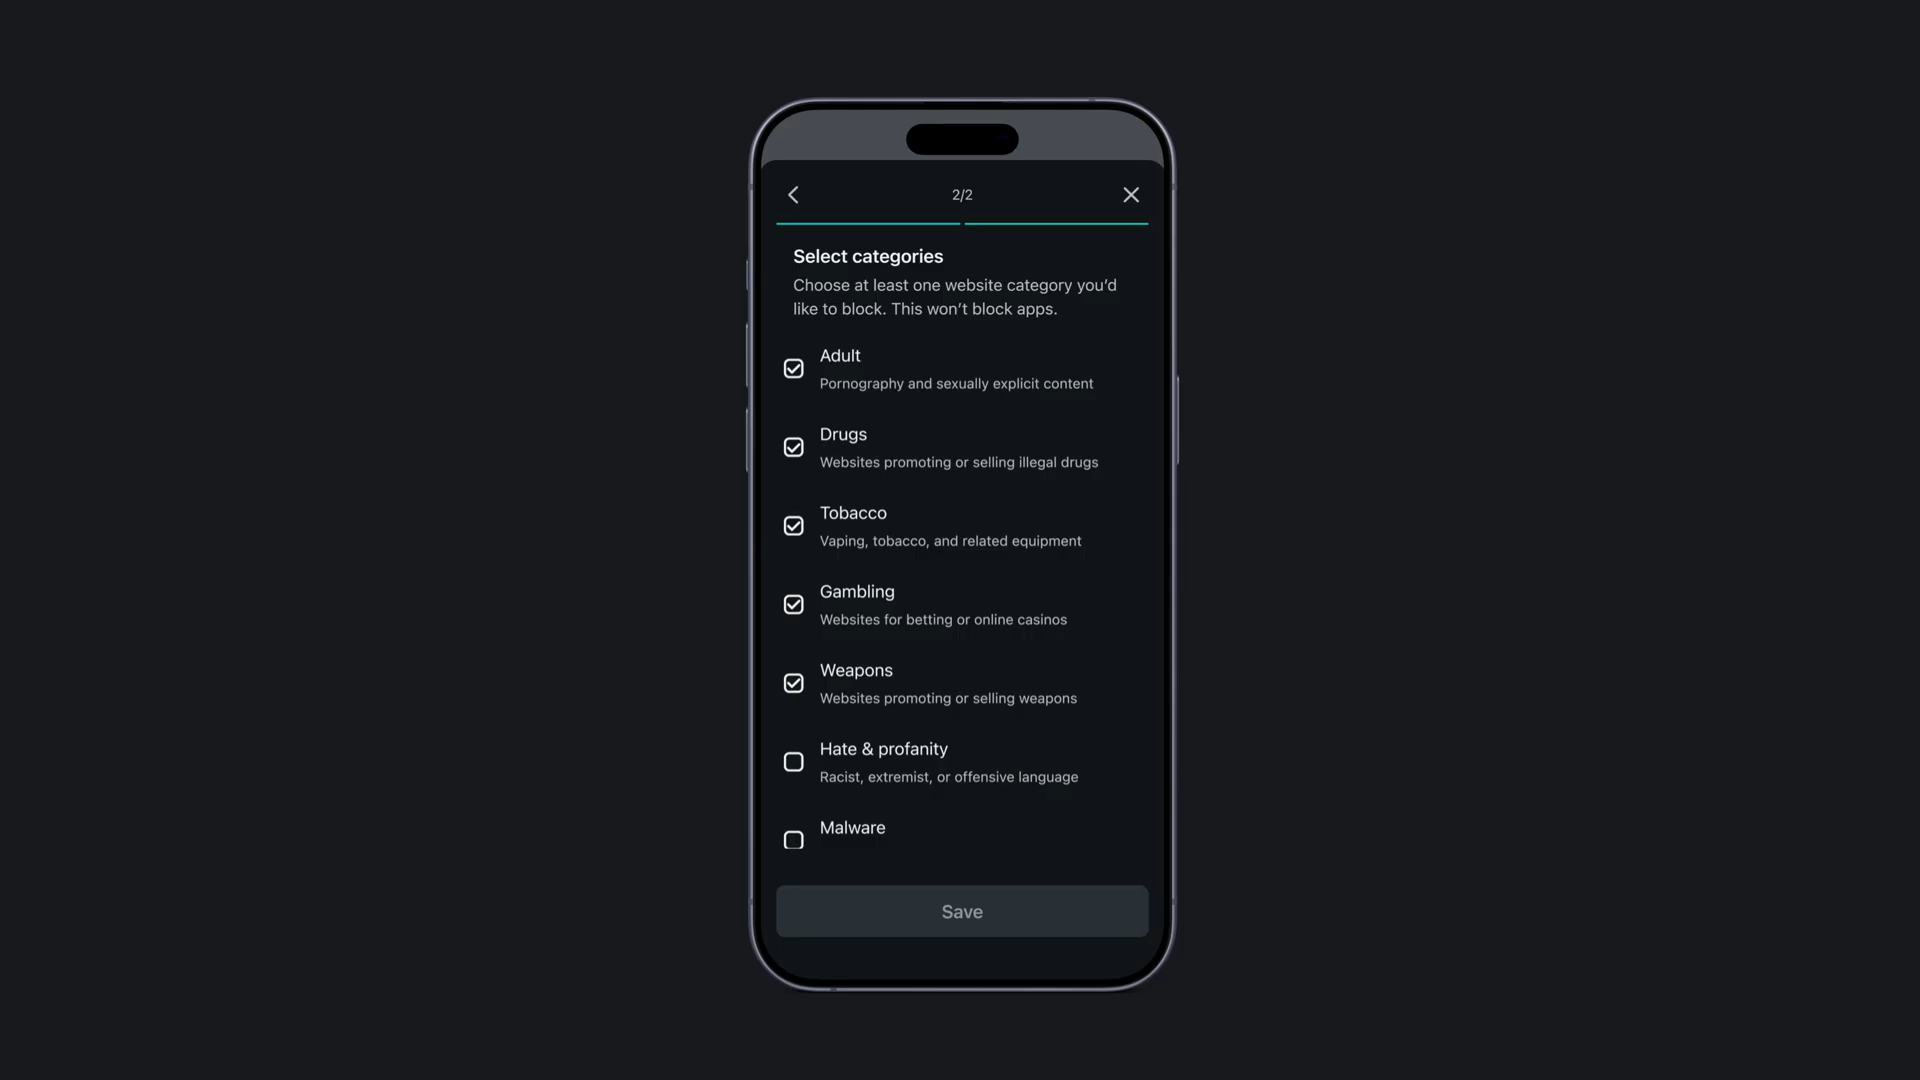 2/2
Select categories
Choose at least one website category you’d
like to block. This won’t block apps.
Adult
Pornography and sexually explicit content
Drugs
Websites promoting or selling illegal drugs
Tobacco
Vaping, tobacco, and related equipment
Gambling
Websites for betting or online casinos
Weapons
Websites promoting or selling weapons
Hate & profanity
Racist, extremist, or offensive language
Malware
Save